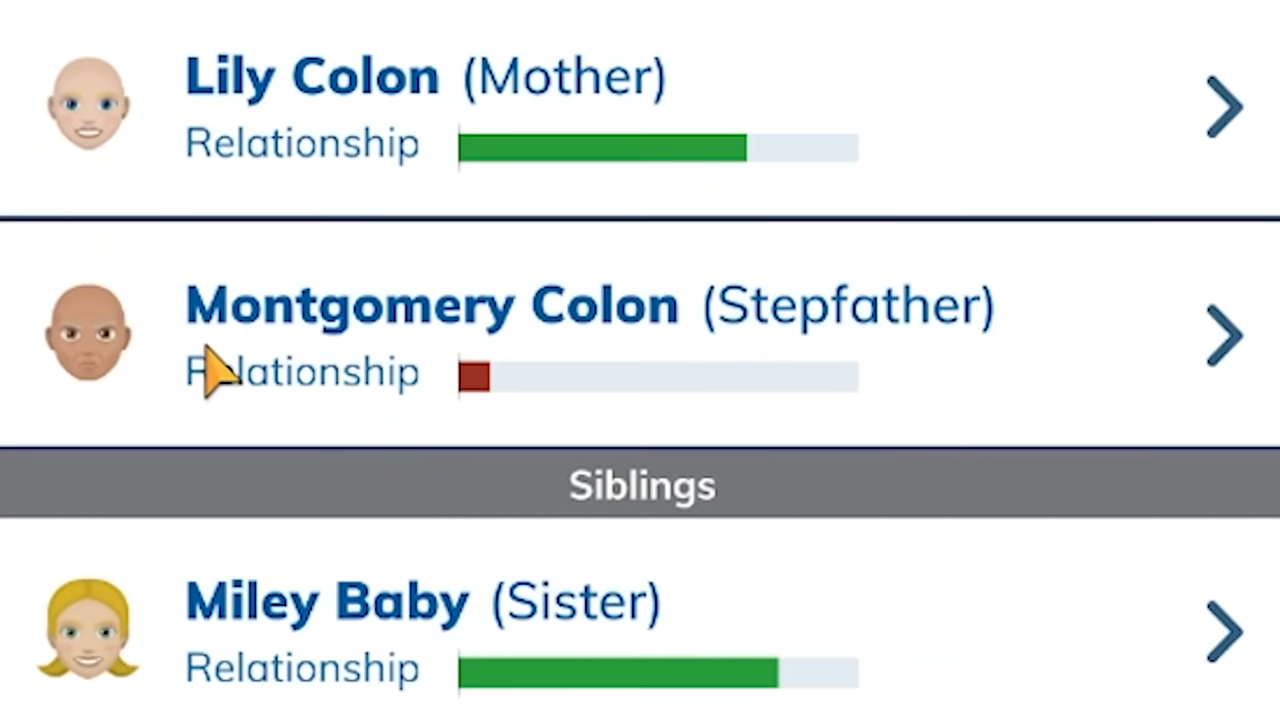 Lily Colon (Mother)
Relationship
Montgomery Colon (Stepfather)
Relationship
Siblings
Miley Baby (Sister)
Relationship